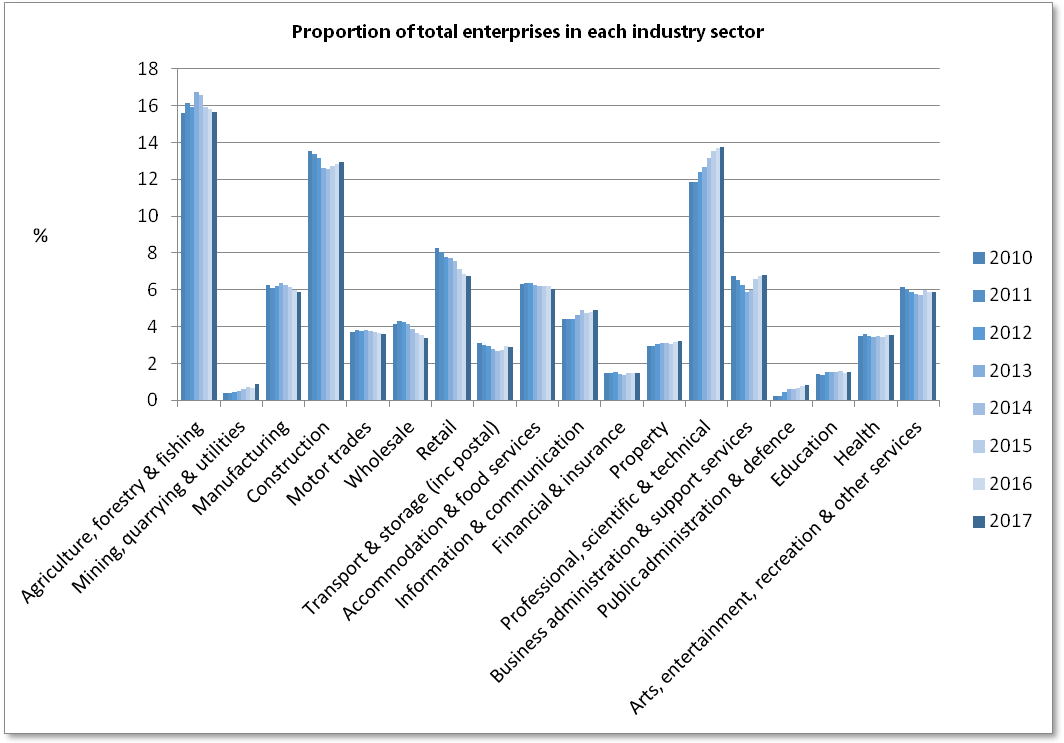 Proportion of total enterprises in each industry sector
18
16
14
12
10
8
6
4
2
0
%
Agriculture, forestry & fishing
Mining, quarrying & utilities
Manufacturing
Construction
Motor trades
Wholesale
Retail
Transport & storage (inc postal)
Accommodation & food services
Information & communication
Financial & insurance
Property
Professional, scientific & technical
Business administration & support services
Public administration & defence
Education
Health
Arts, entertainment, recreation & other services
2010
2011
2012
2013
2014
2015
2016
2017